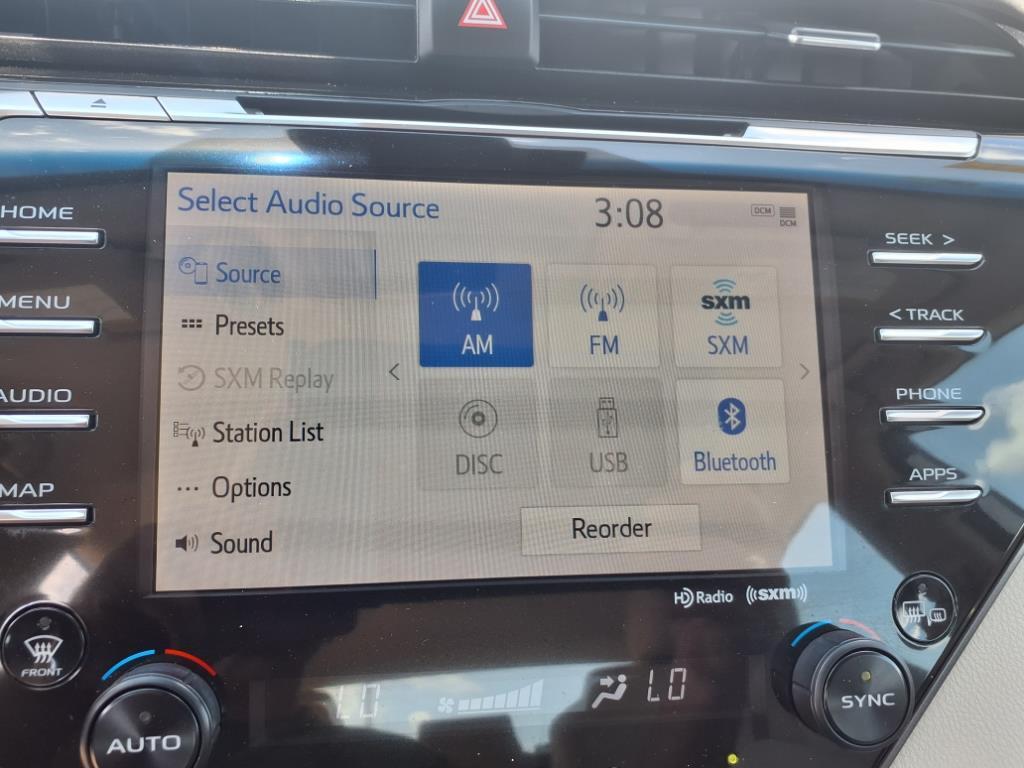 Select Audio Source
3:08
DCM
DCM
HOME
MENU
AUDIO
MAP
Source
Presets
SXM Replay
Station List
... Options
Sound
AM
FM
sxm
SXM
DISC
USB
Bluetooth
Reorder
SEEK >
< TRACK
PHONE
APPS
HD Radio
((sxm))
FRONT
LO
LO
AUTO
SYNC